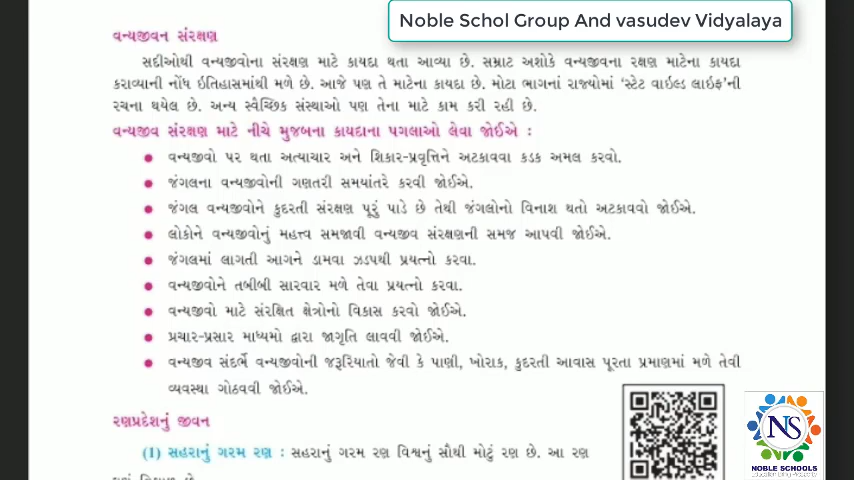 Noble Schol Group And vasudev Vidyalaya
વન્યજીવન સંરક્ષણ
સદીઓથી વન્યજીવોના સંરક્ષણ માટે કાયદા થતા આવ્યા છે. સમ્રાટ અશોકે વન્યજીવના રક્ષણ માટેના કાયદા
કરાવ્યાની નોંધ ઇતિહાસમાંથી મળે છે. આજે પણ તે માટેના કાયદા છે. મોટા ભાગનાં રાજ્યોમાં ‘સ્ટેટ વાઇલ્ડ લાઇફ’ની
રચના થયેલ છે. અન્ય સ્વૈચ્છિક સંસ્થાઓ પણ તેના માટે કામ કરી રહી છે.
વન્યજીવ સંરક્ષણ માટે નીચે મુજબના કાયદાના પગલાઓ લેવા જોઈએ :
● વન્યજીવો પર થતા અત્યાચાર અને શિકાર-પ્રવૃત્તિને અટકાવવા કડક અમલ કરવો.
● જંગલના વન્યજીવોની ગણતરી સમયાંતરે કરવી જોઈએ.
● જંગલ વન્યજીવોને કુદરતી સંરક્ષણ પૂરું પાડે છે તેથી જંગલોનો વિનાશ થતો અટકાવવો જોઈએ.
● લોકોને વન્યજીવોનું મહત્ત્વ સમજાવી વન્યજીવ સંરક્ષણની સમજ આપવી જોઈએ.
● જંગલમાં લાગતી આગને ડામવા ઝડપથી પ્રયત્નો કરવા.
● વન્યજીવોને તબીબી સારવાર મળે તેવા પ્રયત્નો કરવા.
● વન્યજીવો માટે સંરક્ષિત ક્ષેત્રોનો વિકાસ કરવો જોઈએ.
● પ્રચાર-પ્રસાર માધ્યમો દ્વારા જાગૃતિ લાવવી જોઈએ.
● વન્યજીવ સંદર્ભે વન્યજીવોની જરૂરિયાતો જેવી કે પાણી, ખોરાક, કુદરતી આવાસ પૂરતા પ્રમાણમાં મળે તેવી
વ્યવસ્થા ગોઠવવી જોઈએ.
રણપ્રદેશનું જીવન
(1) સહરાનું ગરમ રણ : સહરાનું ગરમ રણ વિશ્વનું સૌથી મોટું રણ છે. આ રણ
NS
NOBLE SCHOOLS